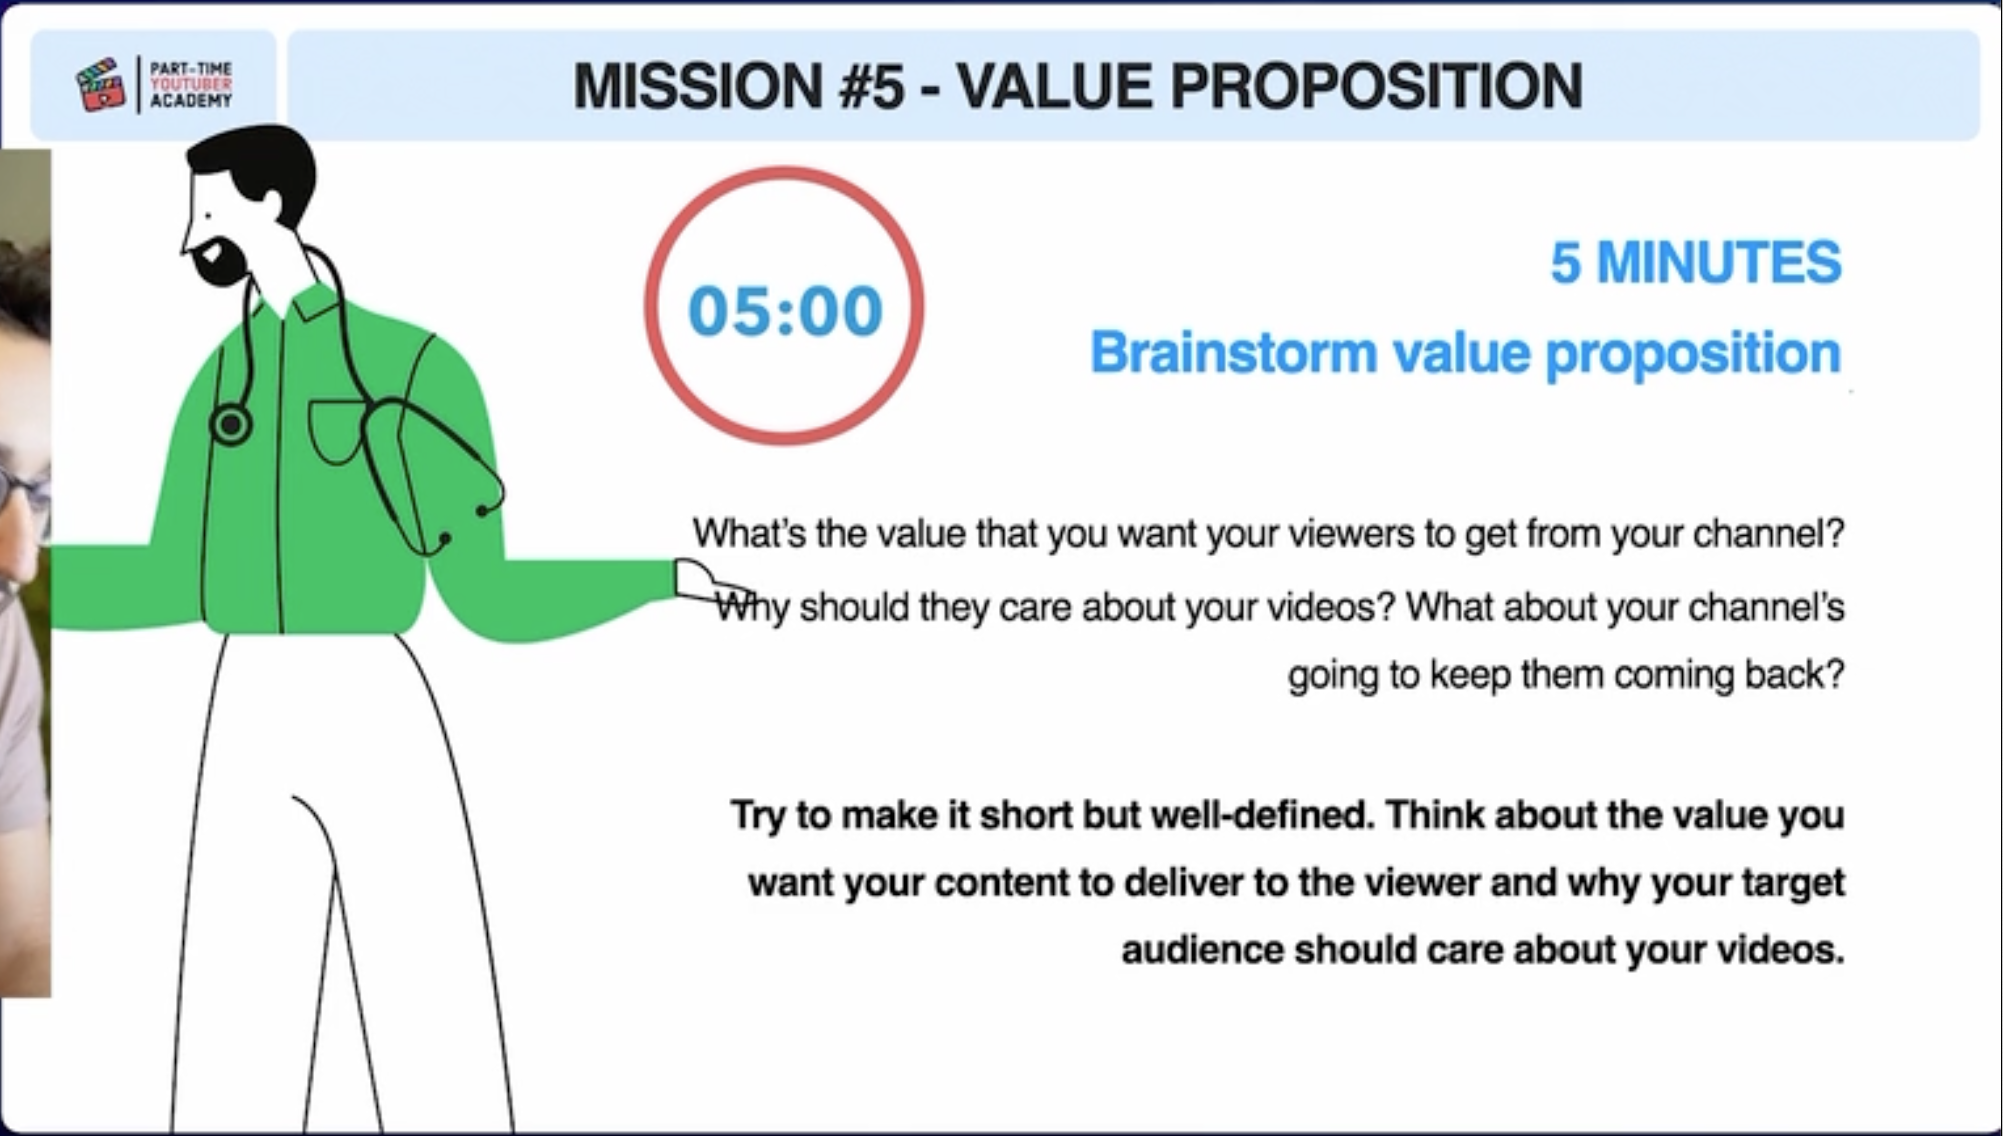 PART-TIME
YOUTUBER
ACADEMY
MISSION #5 - VALUE PROPOSITION
05:00
5 MINUTES
Brainstorm value proposition
What's the value that you want your viewers to get from your channel?
Why should they care about your videos? What about your channel's
going to keep them coming back?
Try to make it short but well-defined. Think about the value you
want your content to deliver to the viewer and why your target
audience should care about your videos.